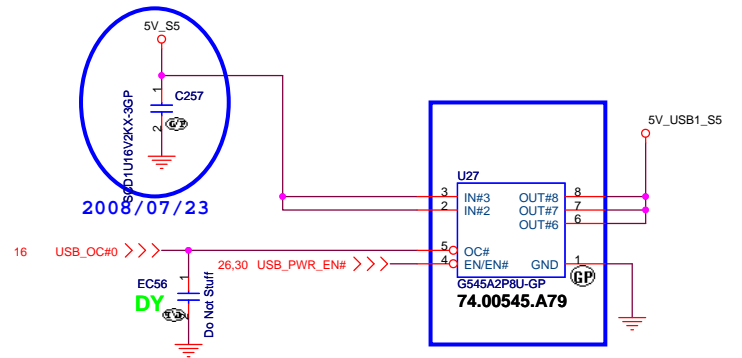 5V_S5
1
C257
2
GP
SCD1U16V2KX-3GP
2008/07/23
5V_USB1_S5
U27
3 IN#3 OUT#8 8
2 IN#2 OUT#7 7
OUT#6 6
16 USB_OC#0
5 OC#
26,30 USB_PWR_EN#
4 EN/EN# GND 1
GP
G545A2P8U-GP
74.00545.A79
1
EC56
DY
2
Do Not Stuff